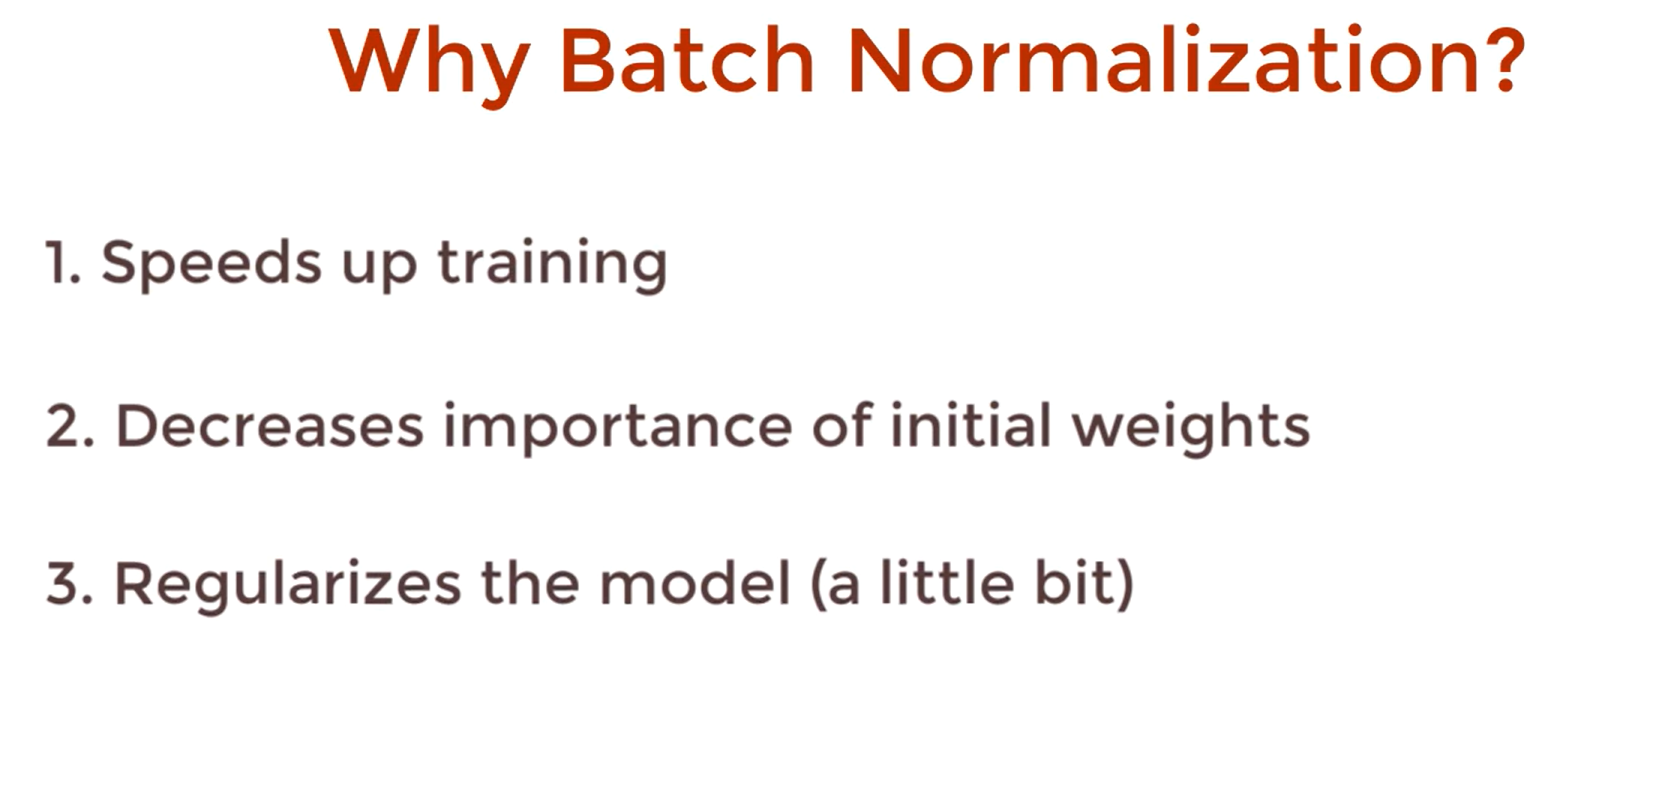 Why Batch Normalization?
1. Speeds up training
2. Decreases importance of initial weights
3. Regularizes the model (a little bit)